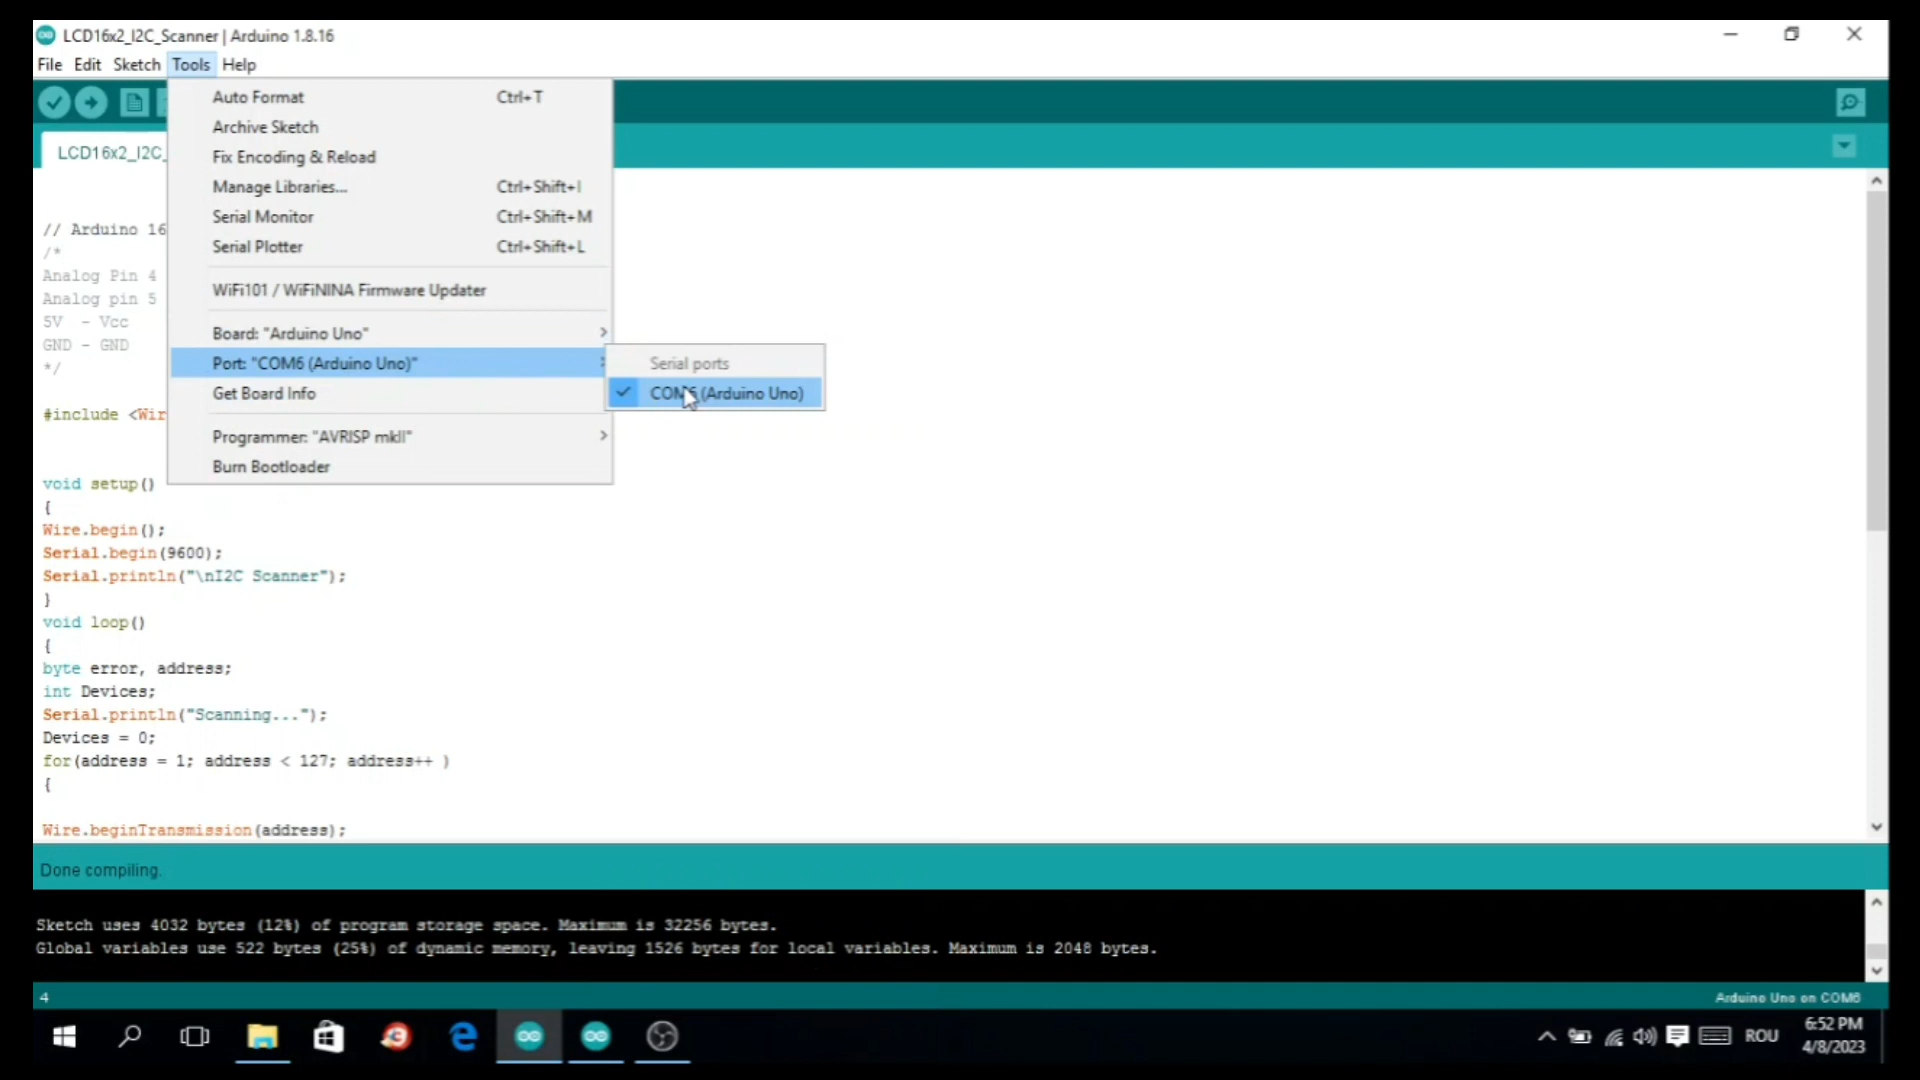 LCD16x2_I2C_Scanner | Arduino 1.8.16
File Edit Sketch Tools Help
Auto Format Ctrl+T
Archive Sketch
Fix Encoding & Reload
Manage Libraries... Ctrl+Shift+I
Serial Monitor Ctrl+Shift+M
Serial Plotter Ctrl+Shift+L
WiFi101 / WiFiNINA Firmware Updater
Board: "Arduino Uno"
Port: "COM6 (Arduino Uno)"
Get Board Info
Programmer: "AVRISP mkII"
Burn Bootloader
Serial ports
COM6 (Arduino Uno)
LCD16x2_I2C_
// Arduino 16
/*
Analog Pin 4
Analog pin 5
5V - Vcc
GND - GND
*/
#include <Wir
void setup()
{
Wire.begin();
Serial.begin(9600);
Serial.println("\nI2C Scanner");
}
void loop()
{
byte error, address;
int Devices;
Serial.println("Scanning...");
Devices = 0;
for(address = 1; address < 127; address++ )
{
Wire.beginTransmission(address);
Done compiling.
Sketch uses 4032 bytes (12%) of program storage space. Maximum is 32256 bytes.
Global variables use 522 bytes (25%) of dynamic memory, leaving 1526 bytes for local variables. Maximum is 2048 bytes.
4 Arduino Uno on COM6
ROU
6:52 PM
4/8/2023